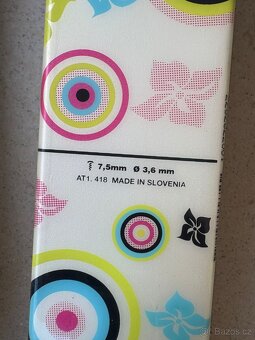 7,5mm Ø 3,6 mm
AT1. 418 MADE IN SLOVENIA
Bazos.cz